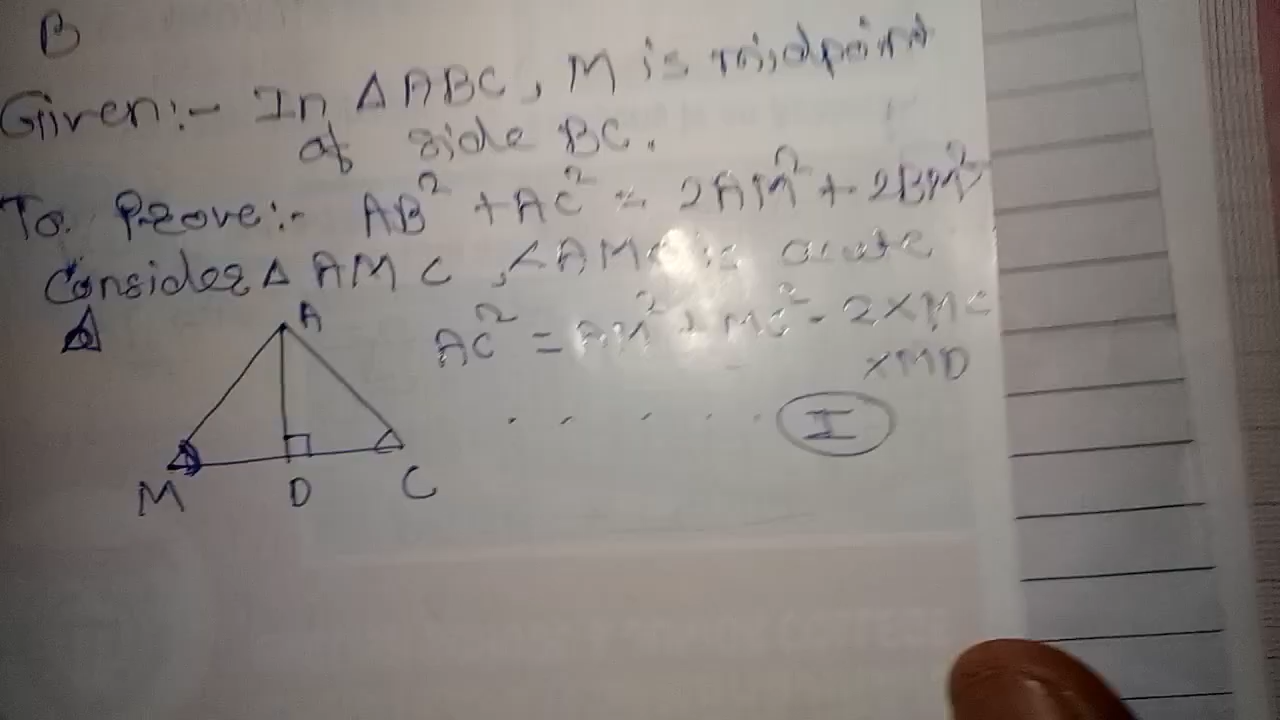 B
Given:- In △ABC, M is midpoint
of side BC.
To Prove:- AB² + AC² = 2AM² + 2BM²
Consider △ AMC, ∠AMC is acute
A
AC² = AM² + MC² - 2×MC
×MD
. . . . . I
M D C